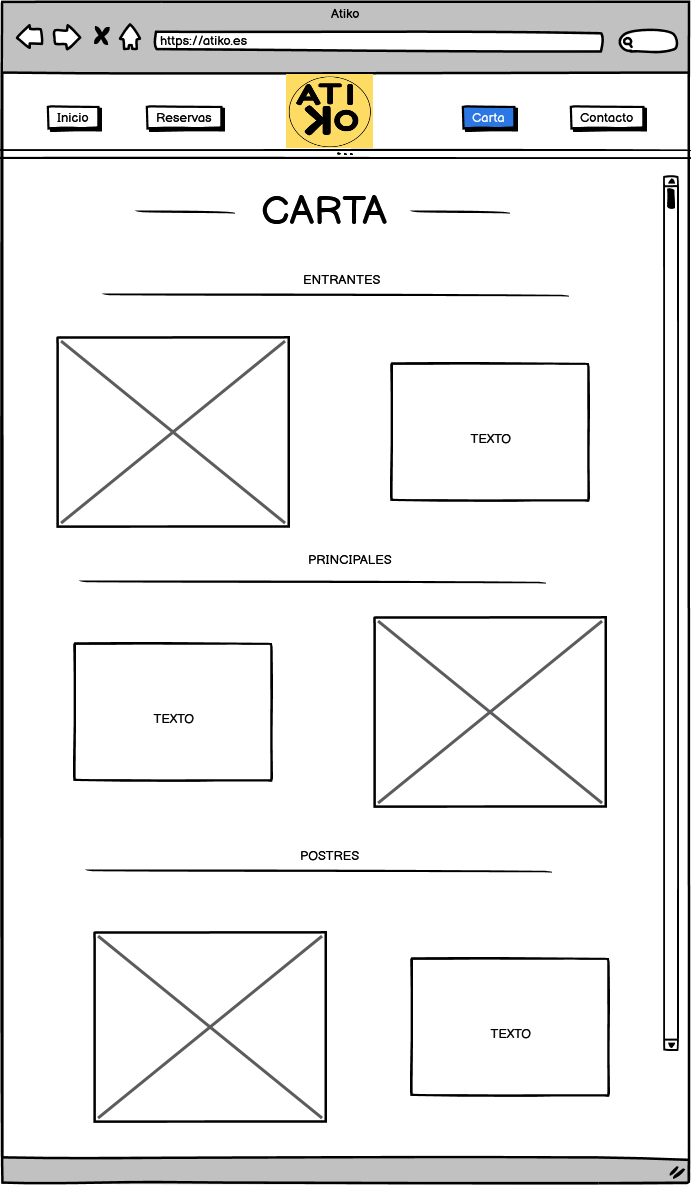 Atiko
https://atiko.es
Inicio
Reservas
ATI
KO
Carta
Contacto
CARTA
ENTRANTES
TEXTO
PRINCIPALES
TEXTO
POSTRES
TEXTO